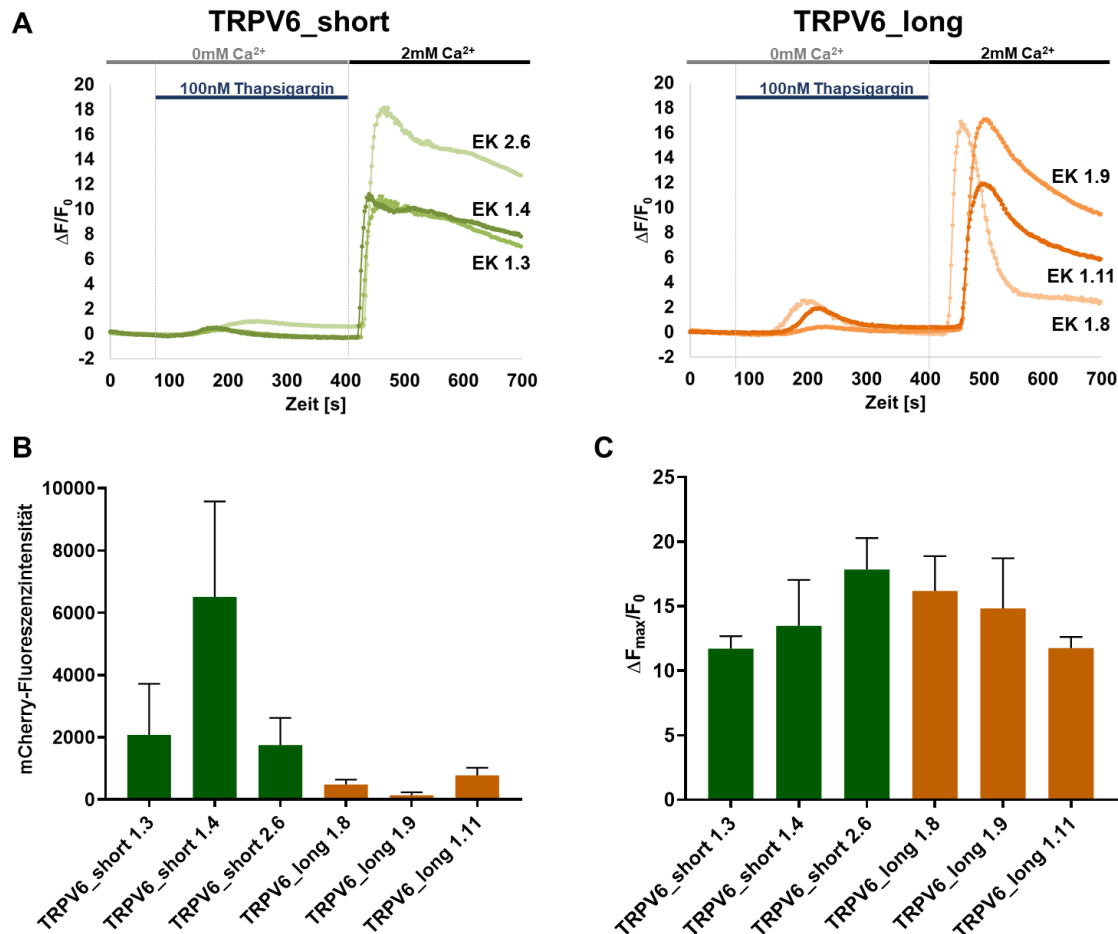 A
TRPV6_short
0mM Ca²⁺
2mM Ca²⁺
100nM Thapsigargin
20
18
16
14
12
10
8
6
4
2
0
-2
ΔF/F₀
EK 2.6
EK 1.4
EK 1.3
0 100 200 300 400 500 600 700
Zeit [s]
TRPV6_long
0mM Ca²⁺
2mM Ca²⁺
100nM Thapsigargin
20
18
16
14
12
10
8
6
4
2
0
-2
ΔF/F₀
EK 1.9
EK 1.11
EK 1.8
0 100 200 300 400 500 600 700
Zeit [s]
B
mCherry-Fluoreszenzintensität
10000
8000
6000
4000
2000
0
TRPV6_short 1.3
TRPV6_short 1.4
TRPV6_short 2.6
TRPV6_long 1.8
TRPV6_long 1.9
TRPV6_long 1.11
C
ΔFmax/F₀
25
20
15
10
5
0
TRPV6_short 1.3
TRPV6_short 1.4
TRPV6_short 2.6
TRPV6_long 1.8
TRPV6_long 1.9
TRPV6_long 1.11